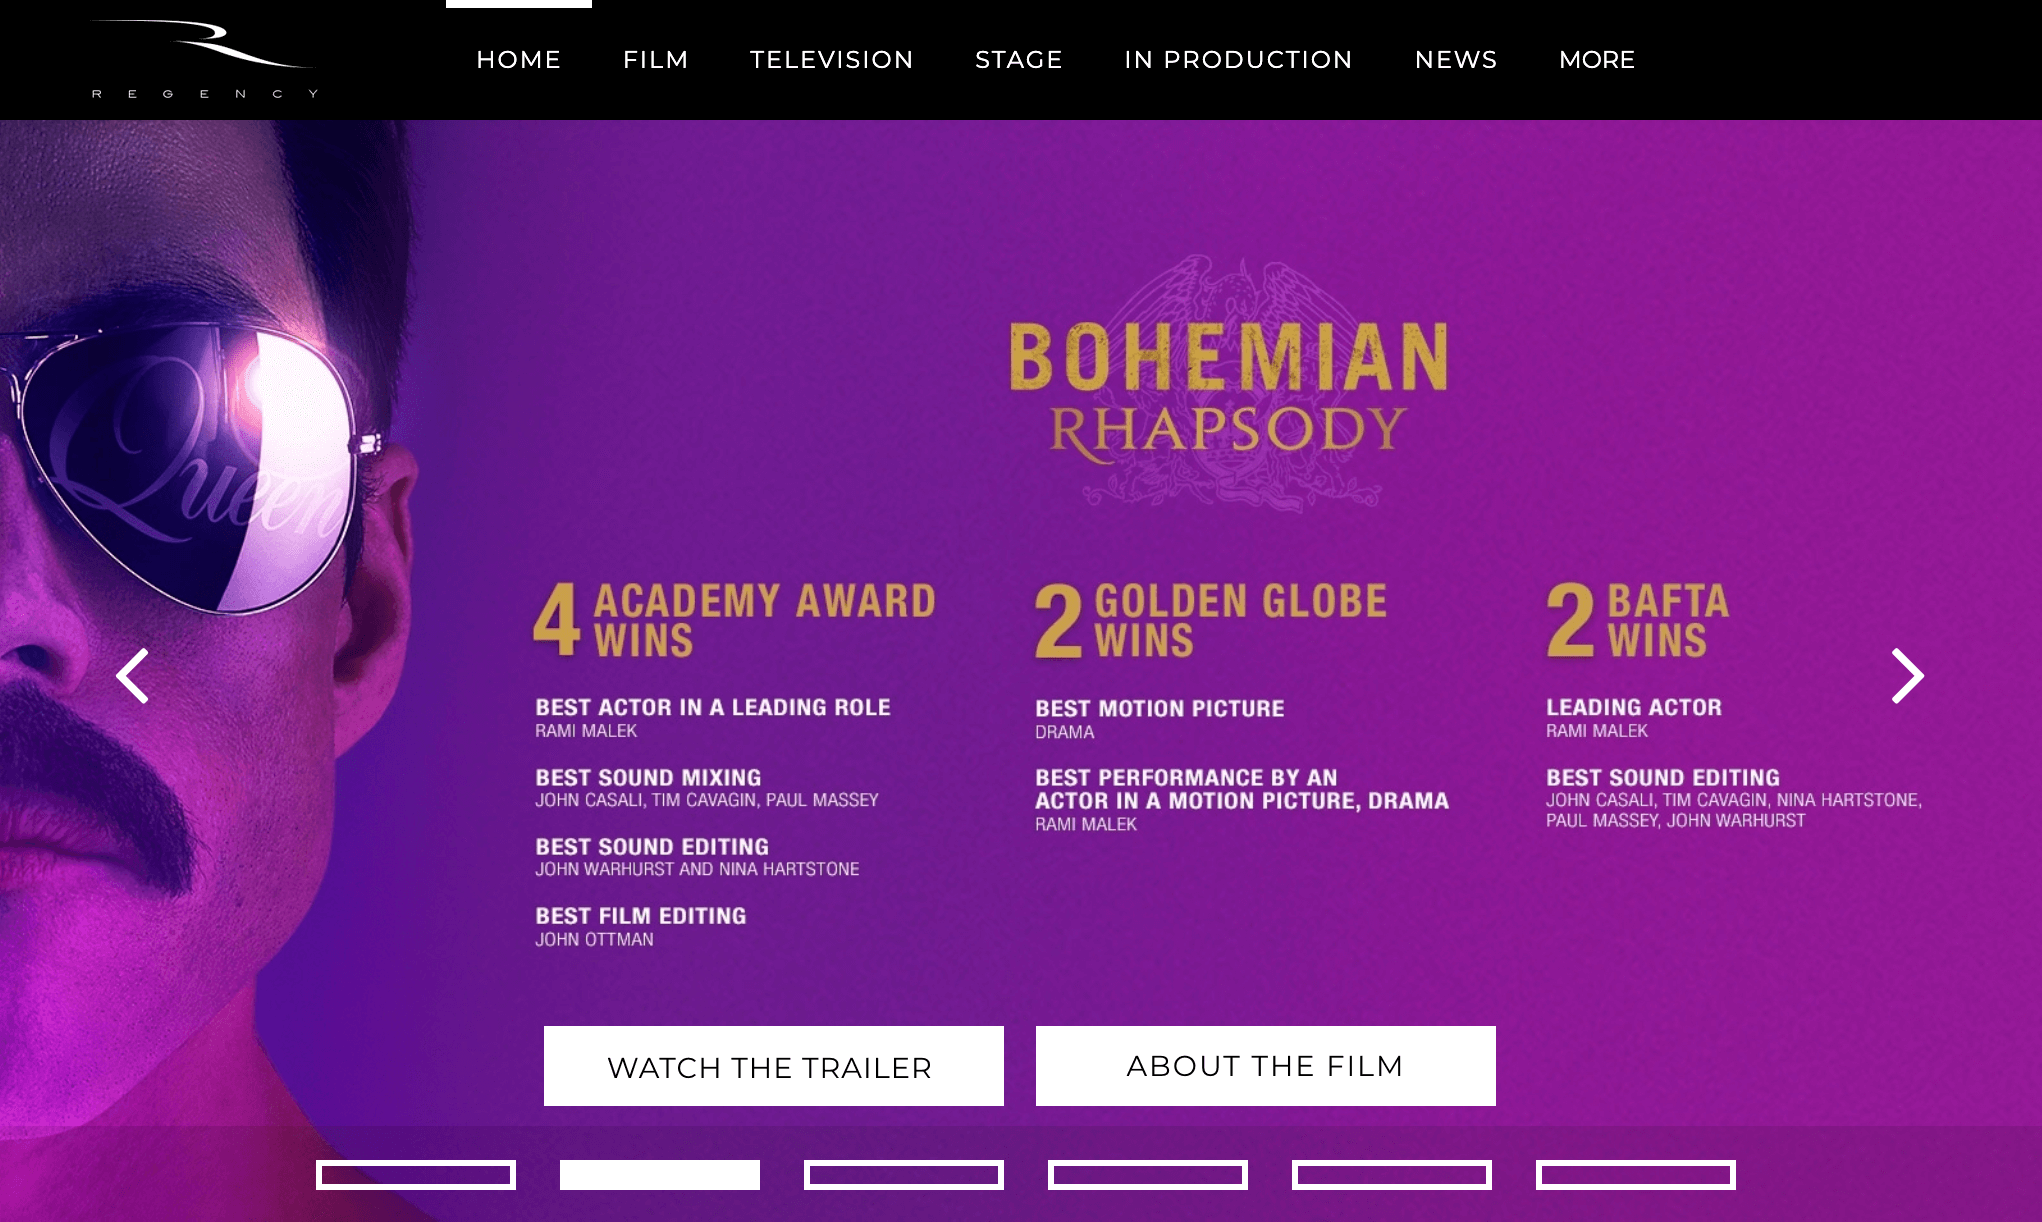 REGENCY
HOME
FILM
TELEVISION
STAGE
IN PRODUCTION
NEWS
MORE
Queen
BOHEMIAN
RHAPSODY
4 ACADEMY AWARD
WINS
BEST ACTOR IN A LEADING ROLE
RAMI MALEK
BEST SOUND MIXING
JOHN CASALI, TIM CAVAGIN, PAUL MASSEY
BEST SOUND EDITING
JOHN WARHURST AND NINA HARTSTONE
BEST FILM EDITING
JOHN OTTMAN
2 GOLDEN GLOBE
WINS
BEST MOTION PICTURE
DRAMA
BEST PERFORMANCE BY AN
ACTOR IN A MOTION PICTURE, DRAMA
RAMI MALEK
2 BAFTA
WINS
LEADING ACTOR
RAMI MALEK
BEST SOUND EDITING
JOHN CASALI, TIM CAVAGIN, NINA HARTSTONE,
PAUL MASSEY, JOHN WARHURST
WATCH THE TRAILER
ABOUT THE FILM